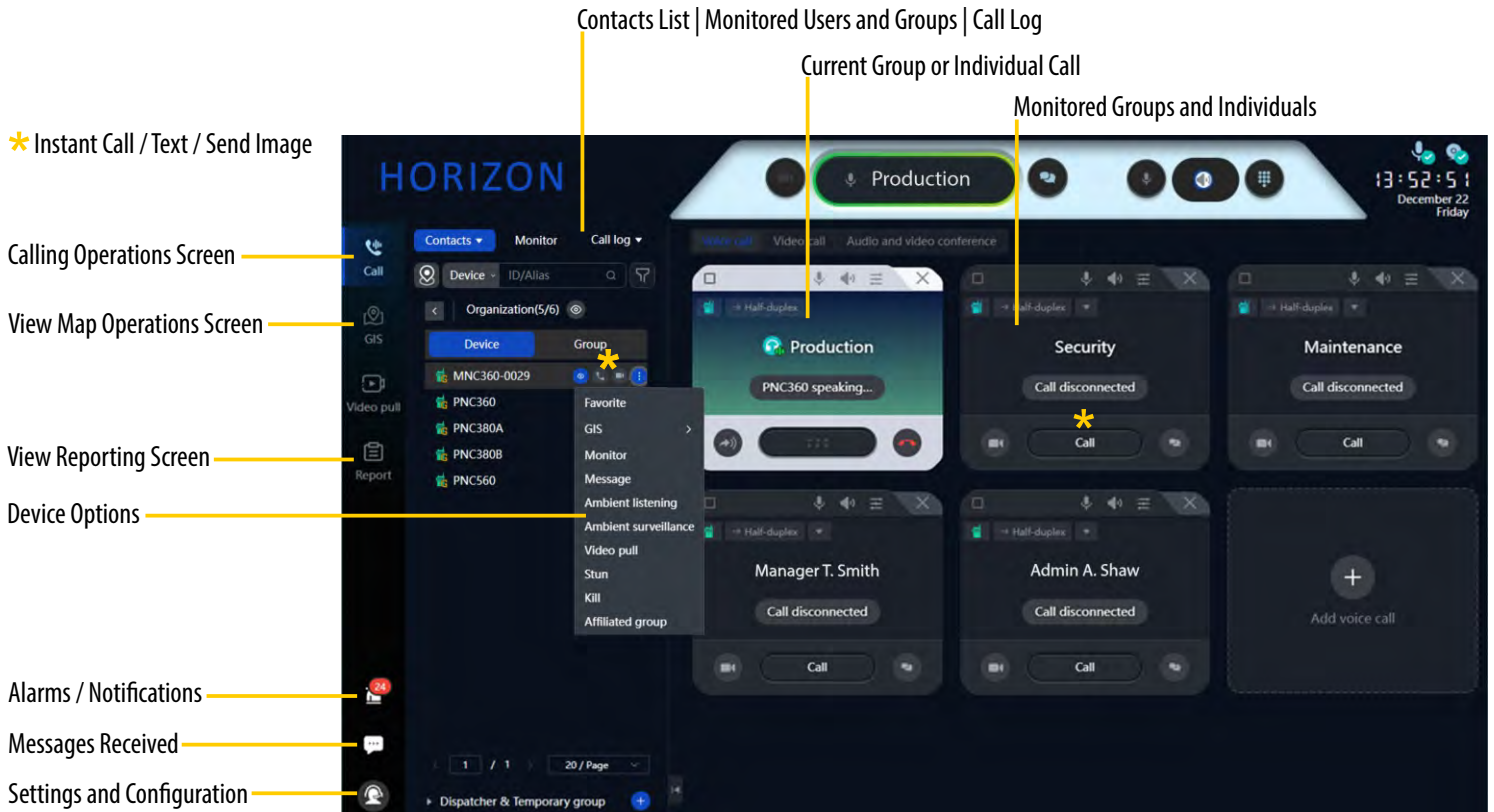 Contacts List | Monitored Users and Groups | Call Log
Current Group or Individual Call
Monitored Groups and Individuals
* Instant Call / Text / Send Image
Calling Operations Screen
View Map Operations Screen
View Reporting Screen
Device Options
Alarms / Notifications
Messages Received
Settings and Configuration
HORIZON
Production
13:52:51
December 22
Friday
Call
GIS
Video pull
Report
24
Contacts Monitor Call log
Device ID/Alias
Organization(5/6)
Device Group
*
MNC360-0029
PNC360
PNC380A
PNC380B
PNC560
Favorite
GIS >
Monitor
Message
Ambient listening
Ambient surveillance
Video pull
Stun
Kill
Affiliated group
1 / 1 20 / Page
Dispatcher & Temporary group
Voice call Video call Audio and video conference
Half-duplex
Production
PNC360 speaking...
Half-duplex
Security
Call disconnected
*
Call
Half-duplex
Maintenance
Call disconnected
Call
Half-duplex
Manager T. Smith
Call disconnected
Call
Half-duplex
Admin A. Shaw
Call disconnected
Call
+
Add voice call